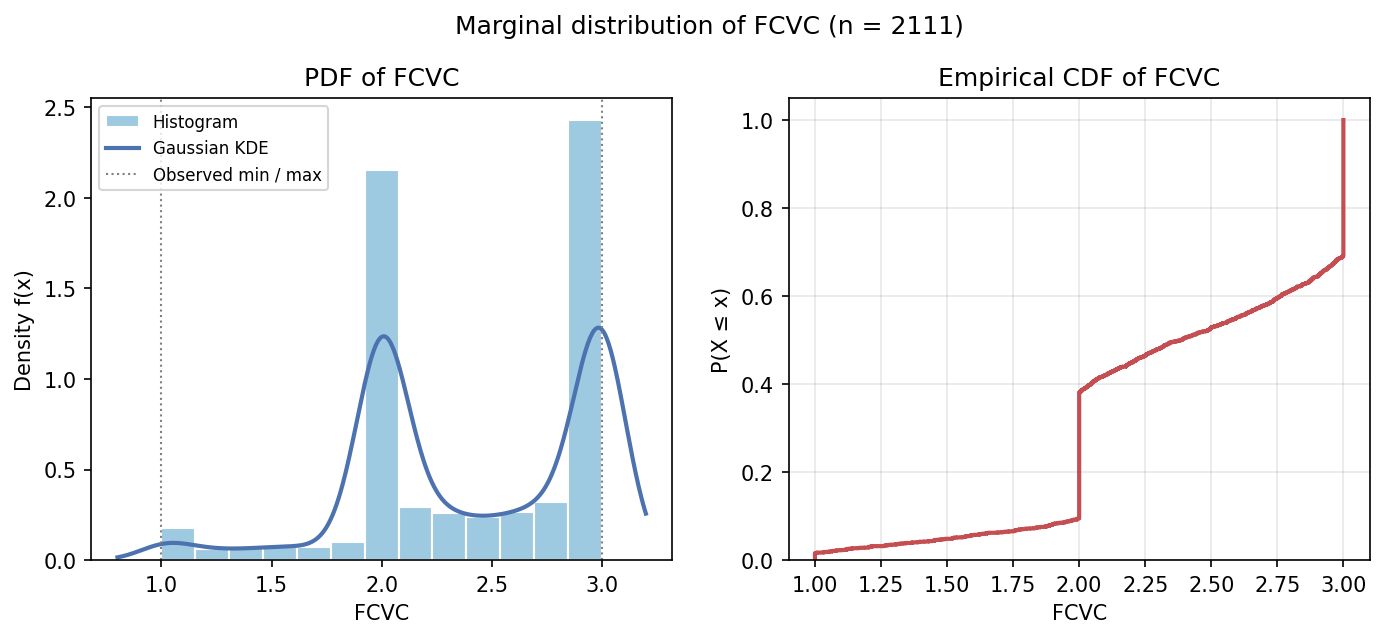 Marginal distribution of FCVC (n = 2111)
PDF of FCVC
Density f(x)
2.5
2.0
1.5
1.0
0.5
0.0
Histogram
Gaussian KDE
Observed min / max
1.0 1.5 2.0 2.5 3.0
FCVC
Empirical CDF of FCVC
P(X ≤ x)
1.0
0.8
0.6
0.4
0.2
0.0
1.00 1.25 1.50 1.75 2.00 2.25 2.50 2.75 3.00
FCVC